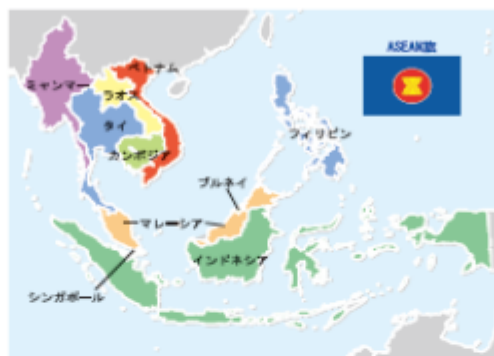 ASEAN旗
ベトナム
ミャンマー
ラオス
タイ
フィリピン
カンボジア
ブルネイ
マレーシア
インドネシア
シンガポール